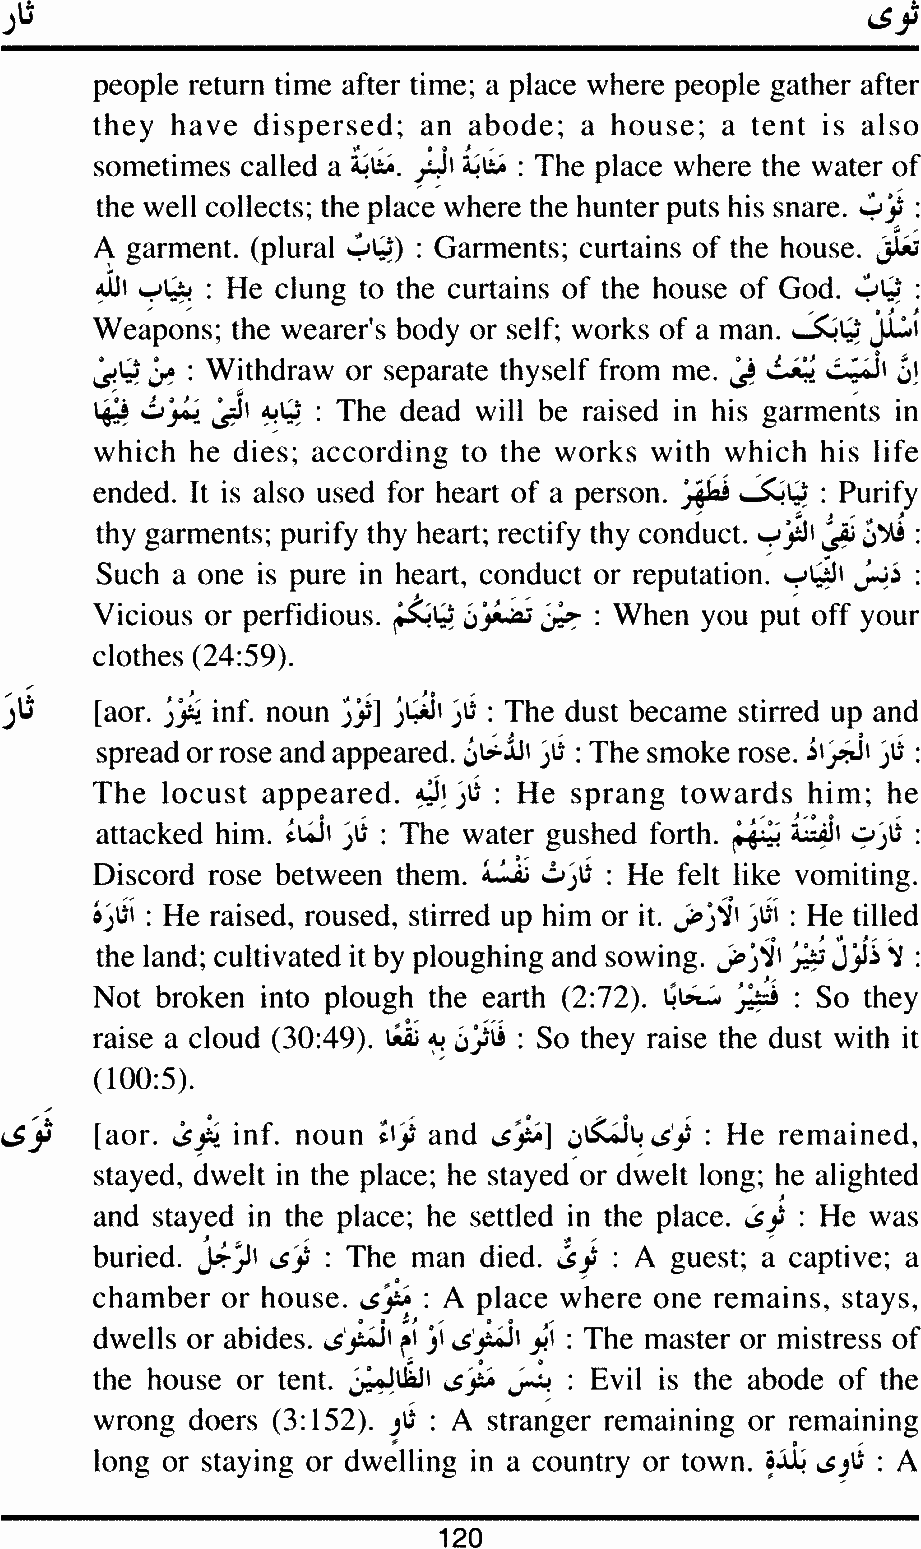 ثار ثوی
people return time after time; a place where people gather after
they have dispersed; an abode; a house; a tent is also
sometimes called a مَثَابَةٌ. مَثَابَةُ الْبِئْرِ : The place where the water of
the well collects; the place where the hunter puts his snare. ثَوْبٌ :
A garment. (plural ثِيَابٌ) : Garments; curtains of the house. تَعَلَّقَ
بِثِيَابِ اللّٰهِ : He clung to the curtains of the house of God. ثِيَابٌ :
Weapons; the wearer's body or self; works of a man. اُسْلُلْ ثِيَابَکَ
مِنْ ثِيَابِیْ : Withdraw or separate thyself from me. اِنَّ الْمَيِّتَ يُبْعَثُ فِیْ
ثِيَابِهِ الَّتِیْ يَمُوْتُ فِيْهَا : The dead will be raised in his garments in
which he dies; according to the works with which his life
ended. It is also used for heart of a person. ثِيَابَکَ فَطَهِّرْ : Purify
thy garments; purify thy heart; rectify thy conduct. فُلَانٌ نَقِیُّ الثَّوْبِ :
Such a one is pure in heart, conduct or reputation. دَنِسُ الثِّيَابِ :
Vicious or perfidious. حِيْنَ تَضَعُوْنَ ثِيَابَکُمْ : When you put off your
clothes (24:59).
ثَارَ [aor. يَثُوْرُ inf. noun ثَوْرٌ] ثَارَ الْغُبَارُ : The dust became stirred up and
spread or rose and appeared. ثَارَ الدُّخَانُ : The smoke rose. ثَارَ الْجَرَادُ :
The locust appeared. ثَارَ اِلَيْهِ : He sprang towards him; he
attacked him. ثَارَ الْمَاءُ : The water gushed forth. ثَارَتِ الْفِتْنَةُ بَيْنَهُمْ :
Discord rose between them. ثَارَتْ نَفْسُهٗ : He felt like vomiting.
اَثَارَهٗ : He raised, roused, stirred up him or it. اَثَارَ الْاَرْضَ : He tilled
the land; cultivated it by ploughing and sowing. لَا ذَلُوْلٌ تُثِيْرُ الْاَرْضَ :
Not broken into plough the earth (2:72). فَتُثِيْرُ سَحَابًا : So they
raise a cloud (30:49). فَاَثَرْنَ بِهٖ نَقْعًا : So they raise the dust with it
(100:5).
ثَوَی [aor. يَثْوِیْ inf. noun ثَوَاءٌ and مَثْوًی] ثَوٰی بِالْمَکَانِ : He remained,
stayed, dwelt in the place; he stayed or dwelt long; he alighted
and stayed in the place; he settled in the place. ثُوِیَ : He was
buried. ثَوَی الرَّجُلُ : The man died. ثَوِیٌّ : A guest; a captive; a
chamber or house. مَثْوًی : A place where one remains, stays,
dwells or abides. اَبُو الْمَثْوٰی اَوْ اُمُّ الْمَثْوٰی : The master or mistress of
the house or tent. بِئْسَ مَثْوَی الظَّالِمِيْنَ : Evil is the abode of the
wrong doers (3:152). ثَاوٍ : A stranger remaining or remaining
long or staying or dwelling in a country or town. ثَاوِی بَلْدَةٍ : A
120